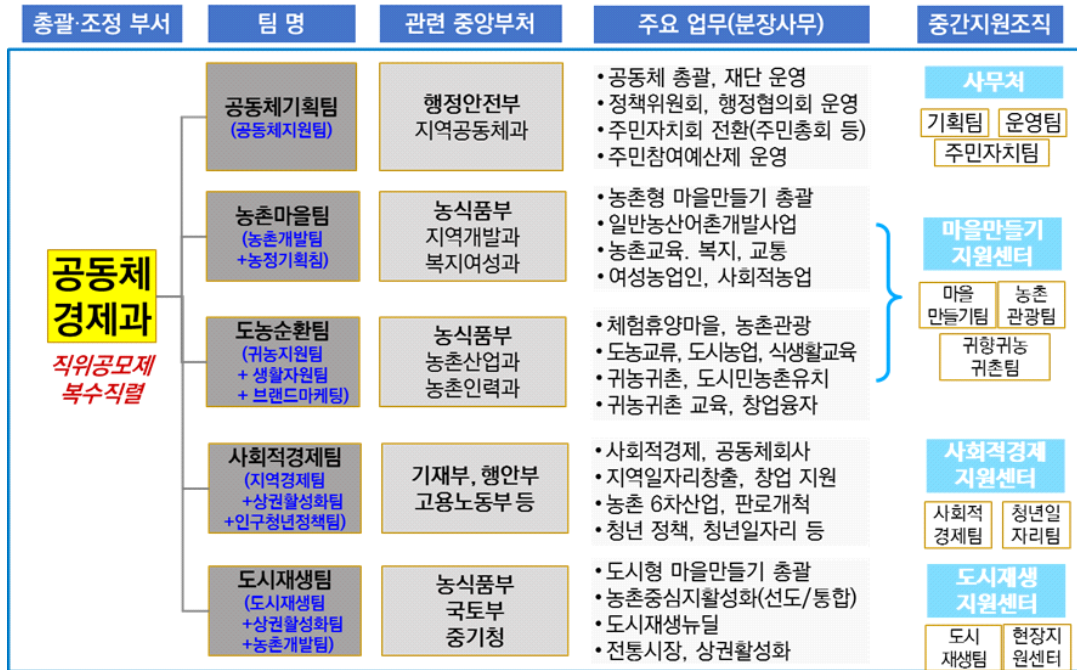 총괄·조정 부서
팀 명
관련 중앙부처
주요 업무(분장사무)
중간지원조직
공동체
경제과
직위공모제
복수직렬
공동체기획팀
(공동체지원팀)
행정안전부
지역공동체과
• 공동체 총괄, 재단 운영
• 정책위원회, 행정협의회 운영
• 주민자치회 전환(주민총회 등)
• 주민참여예산제 운영
사무처
기획팀
운영팀
주민자치팀
농촌마을팀
(농촌개발팀
+농정기획침)
농식품부
지역개발과
복지여성과
• 농촌형 마을만들기 총괄
• 일반농산어촌개발사업
• 농촌교육. 복지, 교통
• 여성농업인, 사회적농업
마을만들기
지원센터
마을
만들기팀
농촌
관광팀
귀향귀농
귀촌팀
도농순환팀
(귀농지원팀
+ 생활자원팀
+ 브랜드마케팅)
농식품부
농촌산업과
농촌인력과
• 체험휴양마을, 농촌관광
• 도농교류, 도시농업, 식생활교육
• 귀농귀촌, 도시민농촌유치
• 귀농귀촌 교육, 창업융자
사회적경제팀
(지역경제팀
+상권활성화팀
+인구청년정책팀)
기재부, 행안부
고용노동부 등
• 사회적경제, 공동체회사
• 지역일자리창출, 창업 지원
• 농촌 6차산업, 판로개척
• 청년 정책, 청년일자리 등
사회적경제
지원센터
사회적
경제팀
청년일
자리팀
도시재생팀
(도시재생팀
+상권활성화팀
+농촌개발팀)
농식품부
국토부
중기청
• 도시형 마을만들기 총괄
• 농촌중심지활성화(선도/통합)
• 도시재생뉴딜
• 전통시장, 상권활성화
도시재생
지원센터
도시
재생팀
현장지
원센터